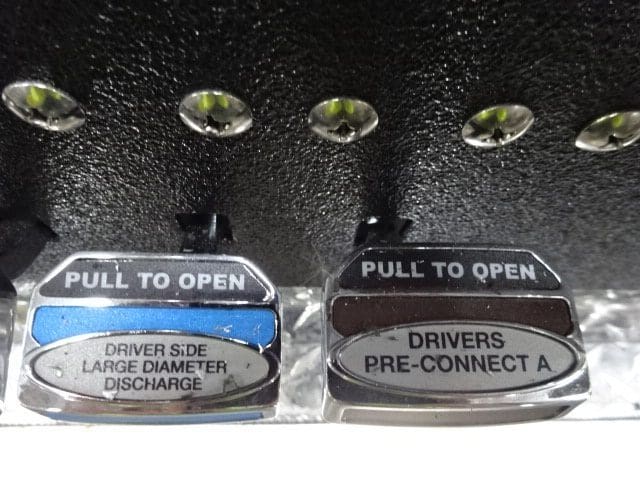 PULL TO OPEN
DRIVER SiDE
LARGE DIAMETER
DISCHARGE
PULL TO OPEN
DRIVERS
PRE-CONNECT A